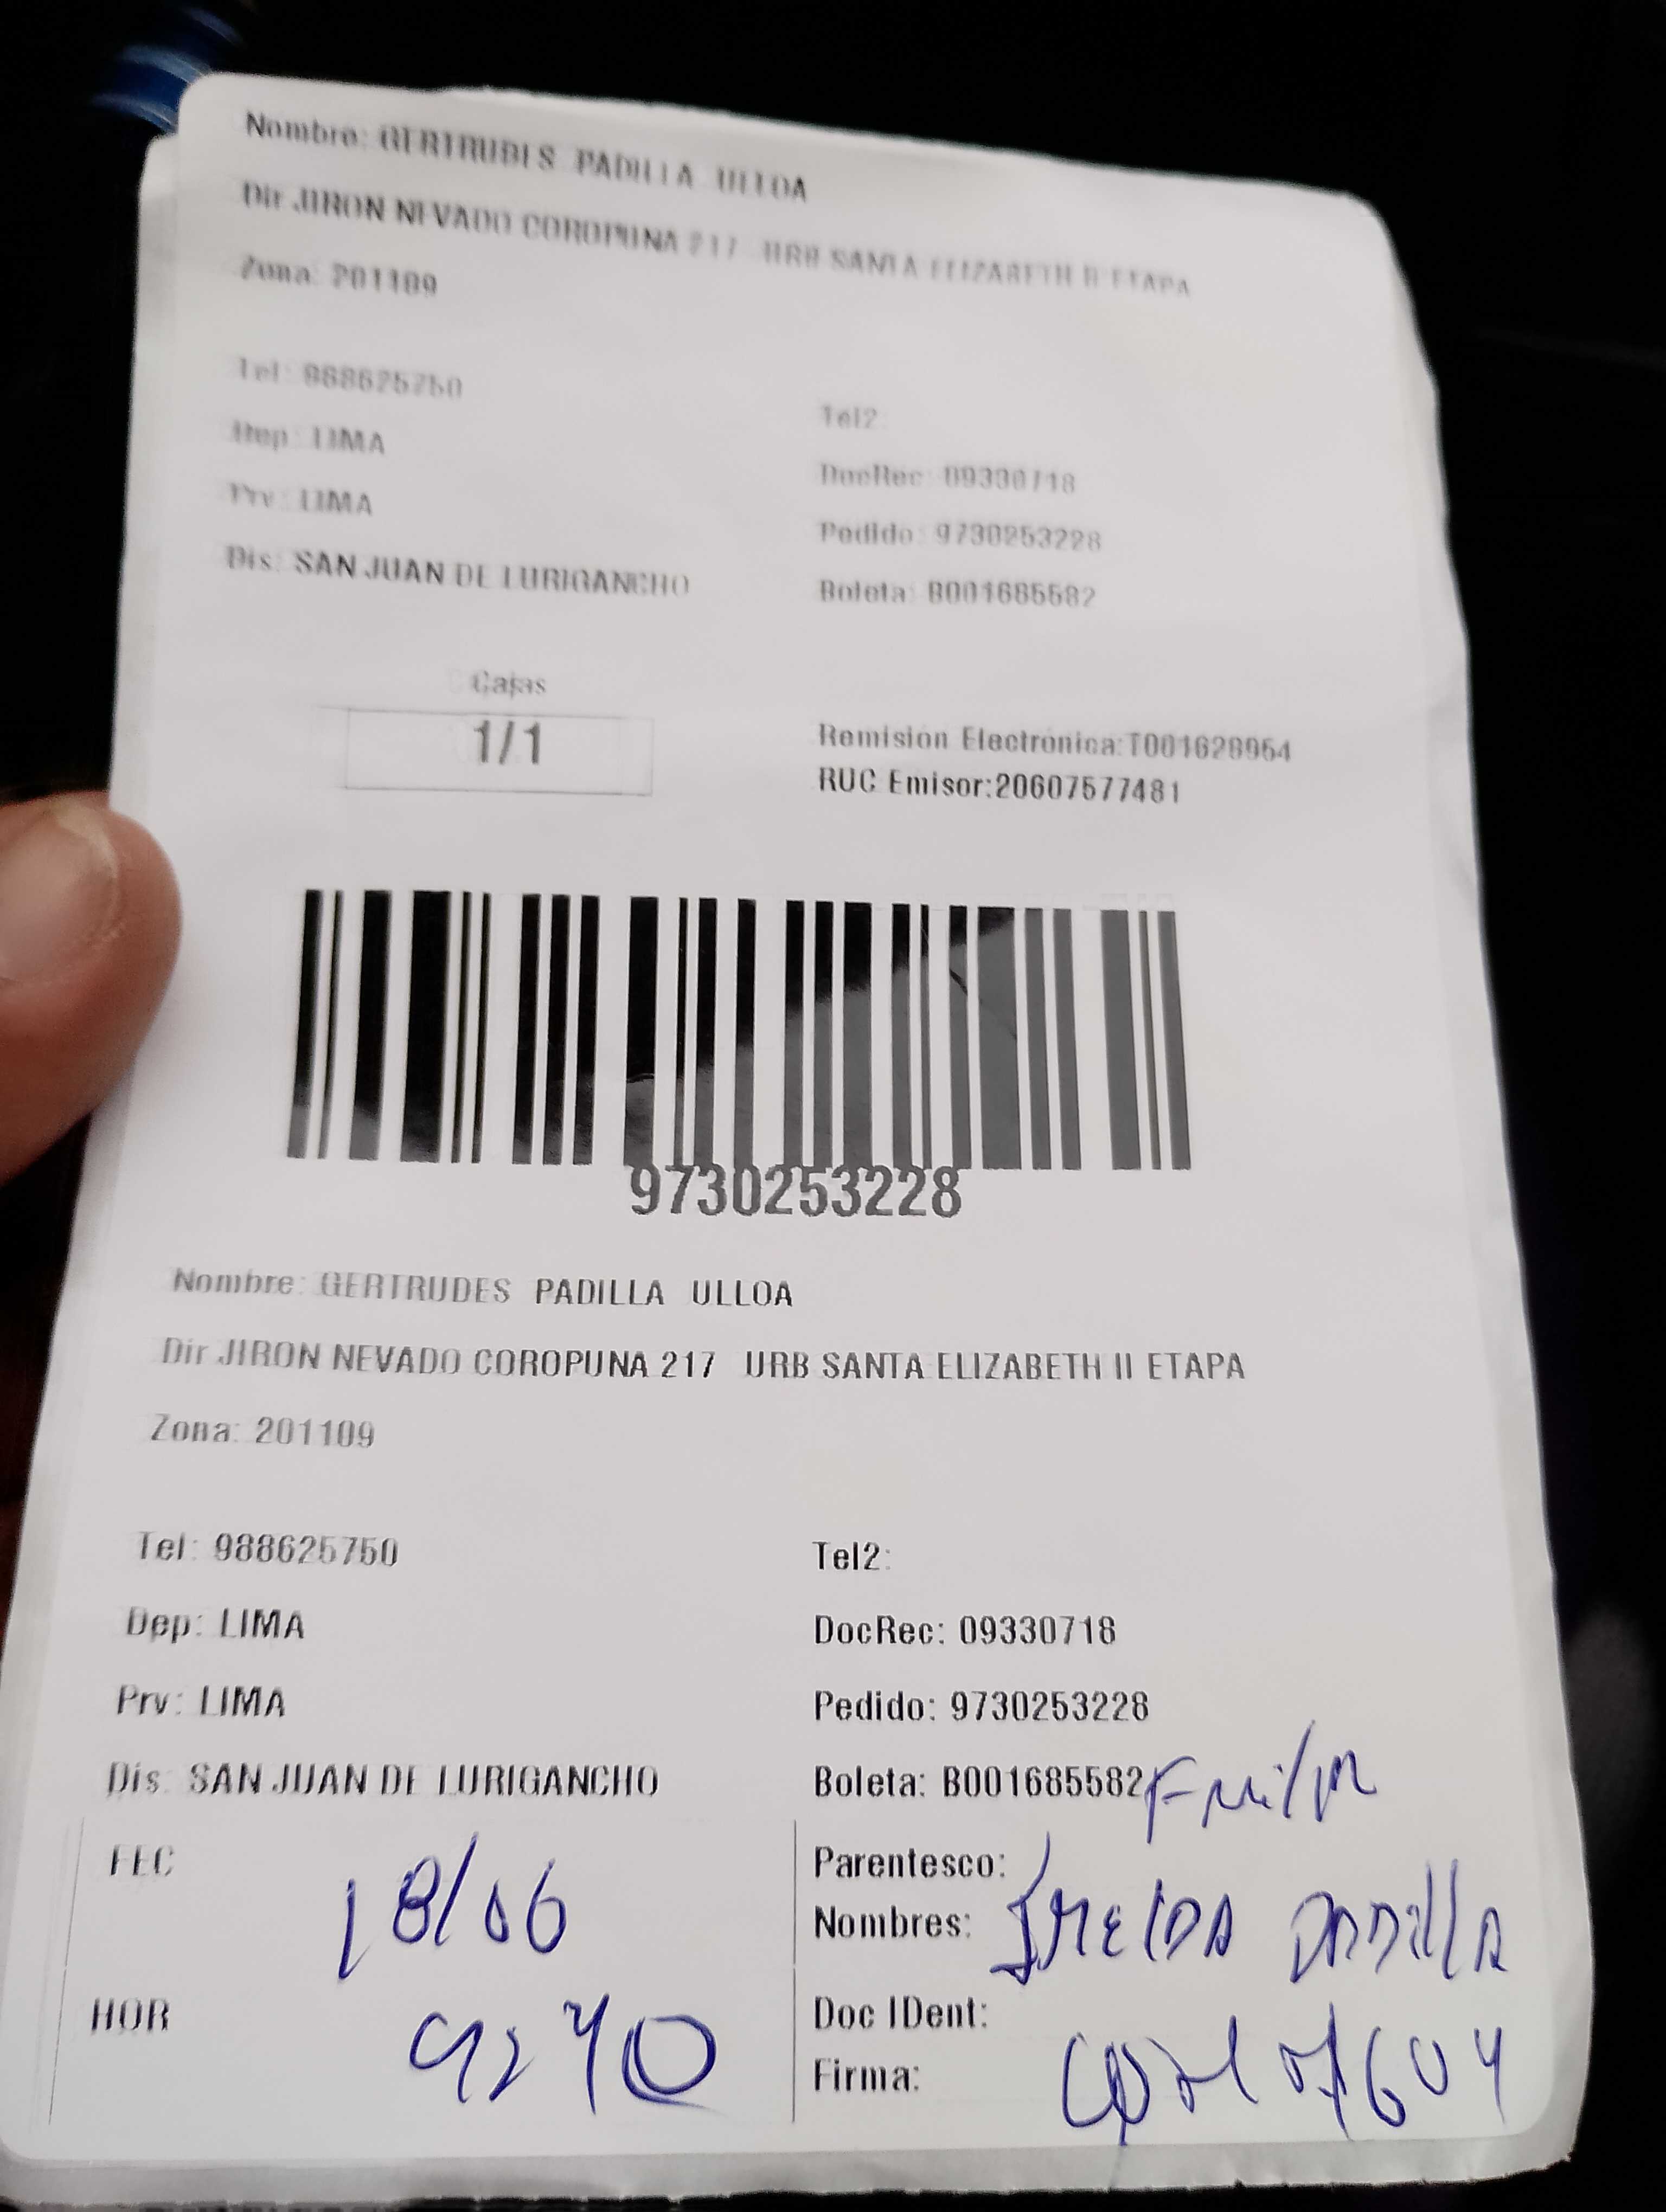 Nombre: GERTRUDES PADILLA ULLOA
Dir JIRON NEVADO COROPUNA 217 URB SANTA ELIZABETH II ETAPA
Zona: 201109
Tel: 988625750
Tel2:
Dep: LIMA
DocRec: 09330718
Prv: LIMA
Pedido: 9730253228
Dis: SAN JUAN DE LURIGANCHO
Boleta: B001685582
Cajas
1/1
Remisión Electrónica:T001628954
RUC Emisor:20607577481
9730253228
Nombre: GERTRUDES PADILLA ULLOA
Dir JIRON NEVADO COROPUNA 217 URB SANTA ELIZABETH II ETAPA
Zona: 201109
Tel: 988625750
Tel2:
Dep: LIMA
DocRec: 09330718
Prv: LIMA
Pedido: 9730253228
Dis: SAN JUAN DE LURIGANCHO
Boleta: B001685582
FEC 18/06
Parentesco:
Nombres: IMELDA PADILLA
HOR
Doc IDent:
Firma: